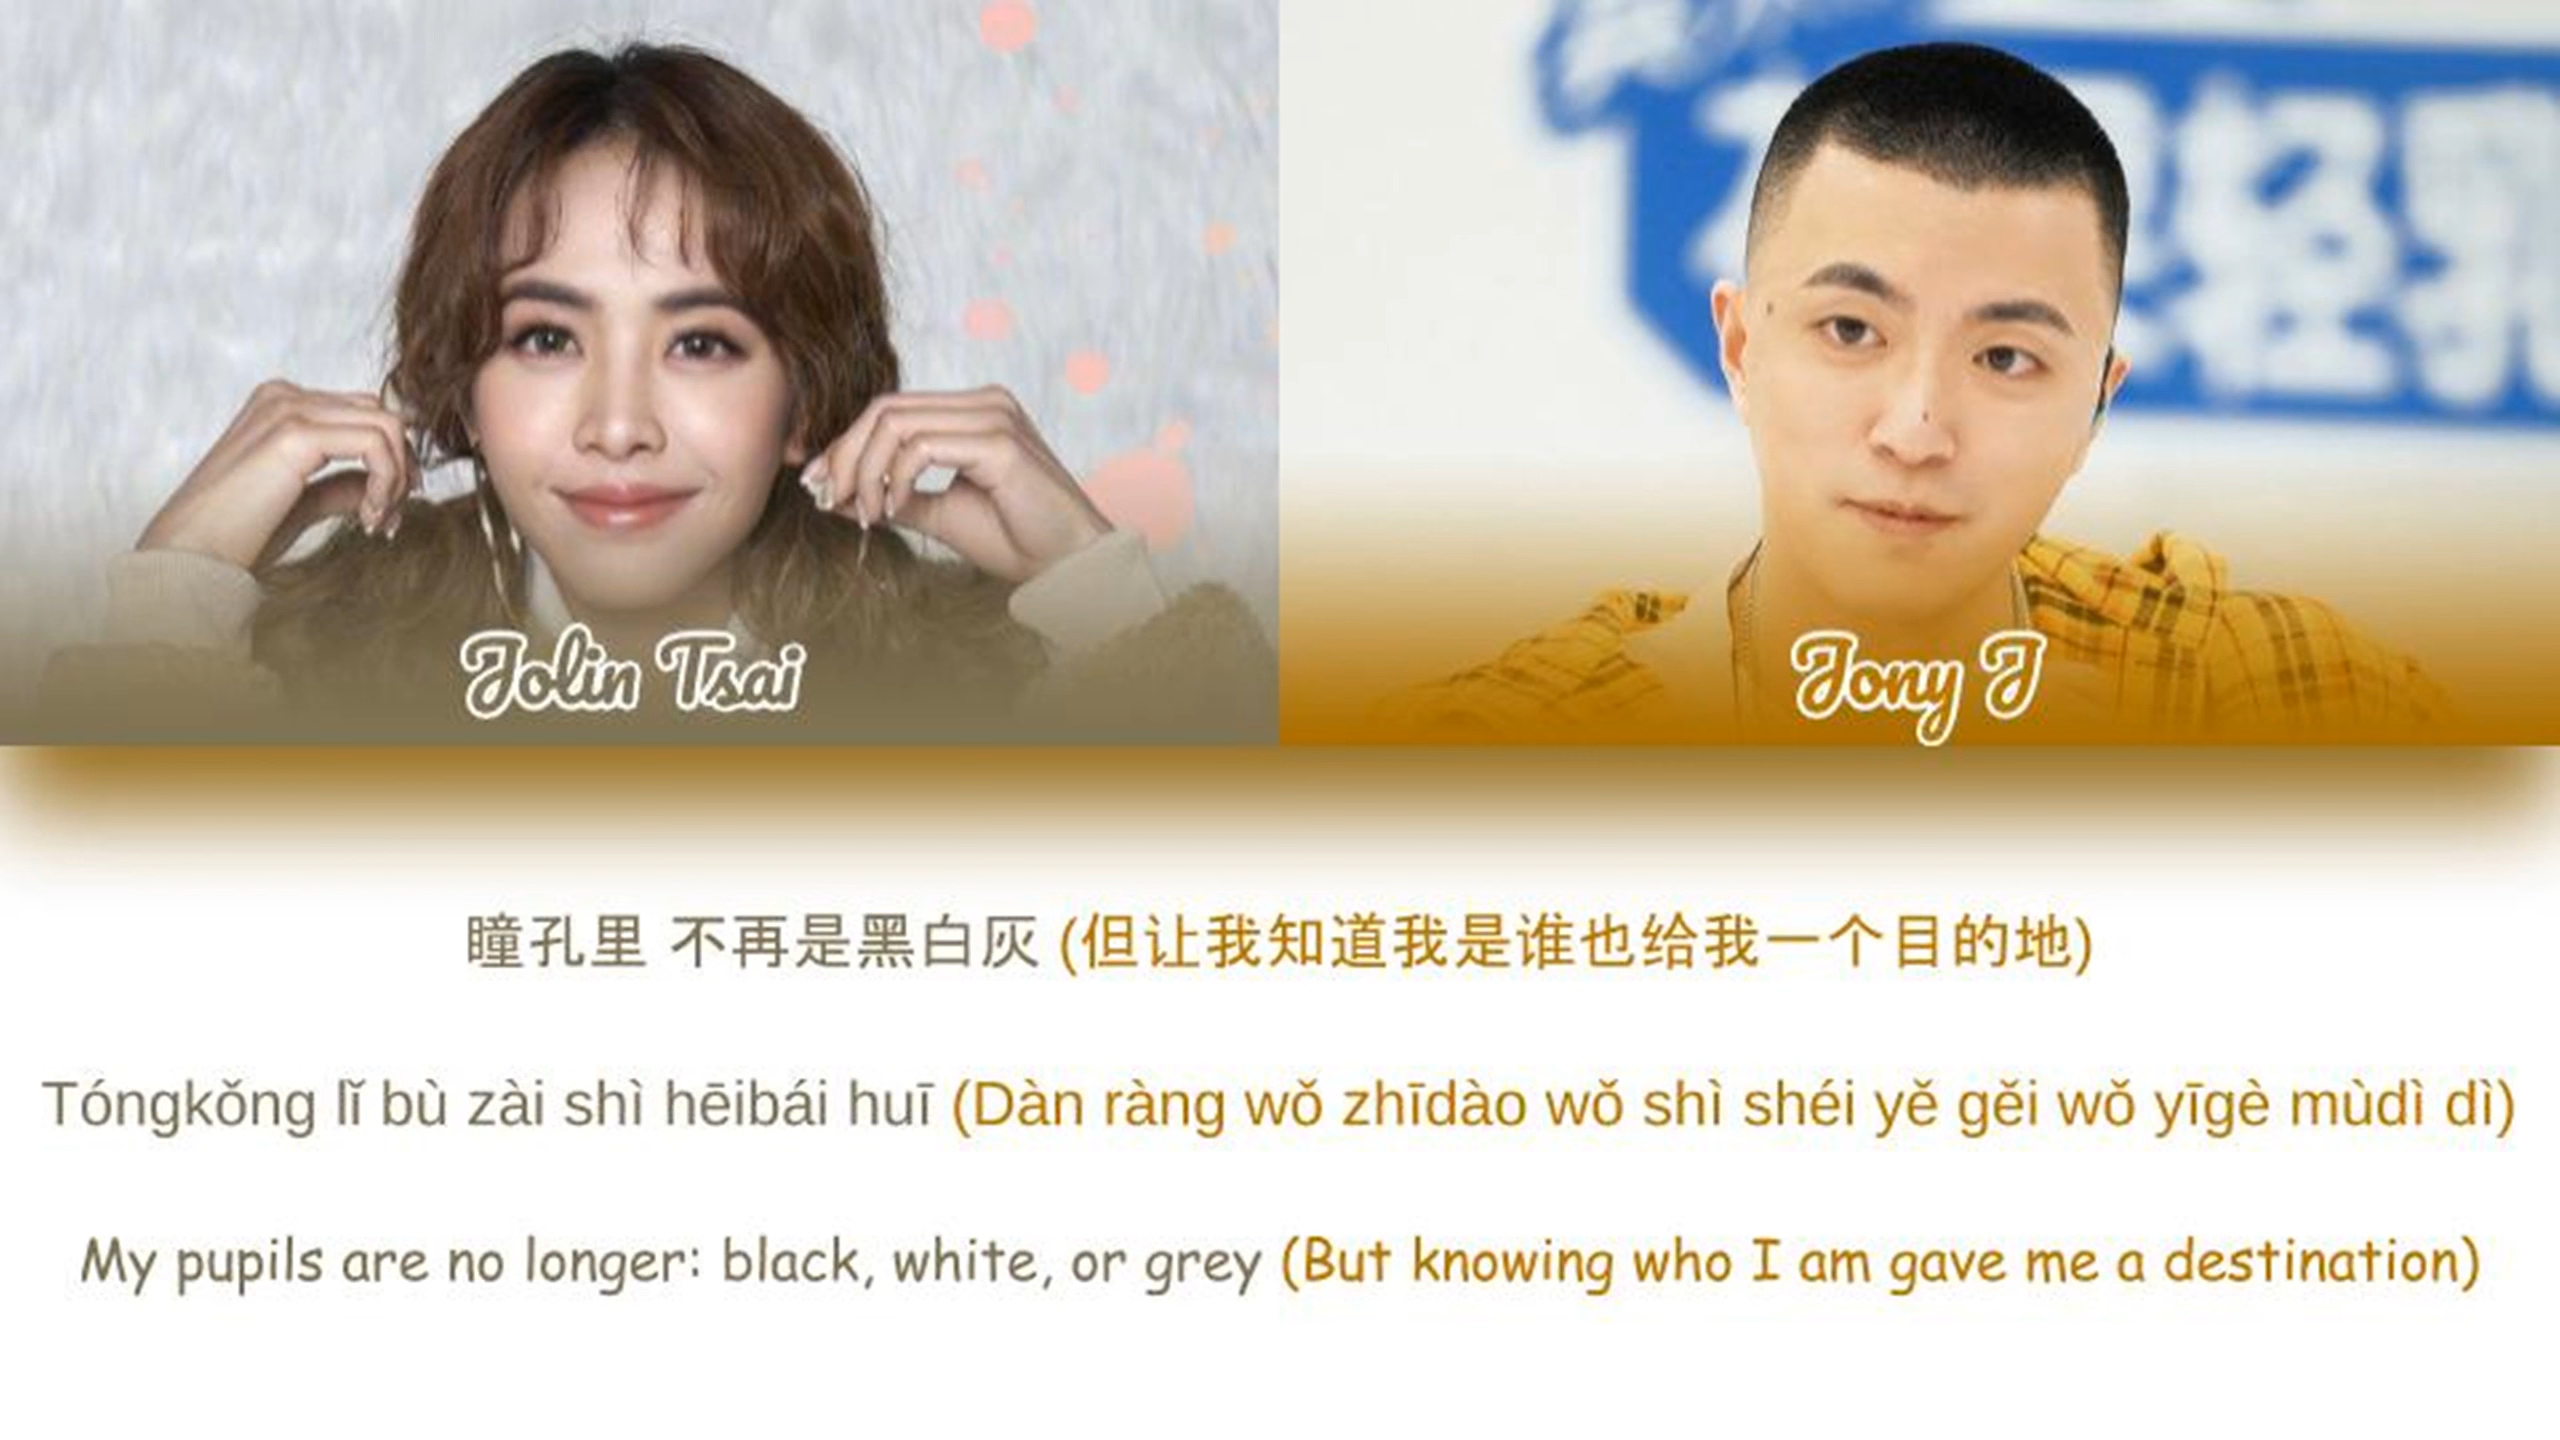 Jolin Tsai
Jony J
瞳孔里 不再是黑白灰 (但让我知道我是谁也给我一个目的地)
Tóngkǒng lǐ bù zài shì hēibái huī (Dàn ràng wǒ zhīdào wǒ shì shéi yě gěi wǒ yīgè mùdì dì)
My pupils are no longer: black, white, or grey (But knowing who I am gave me a destination)